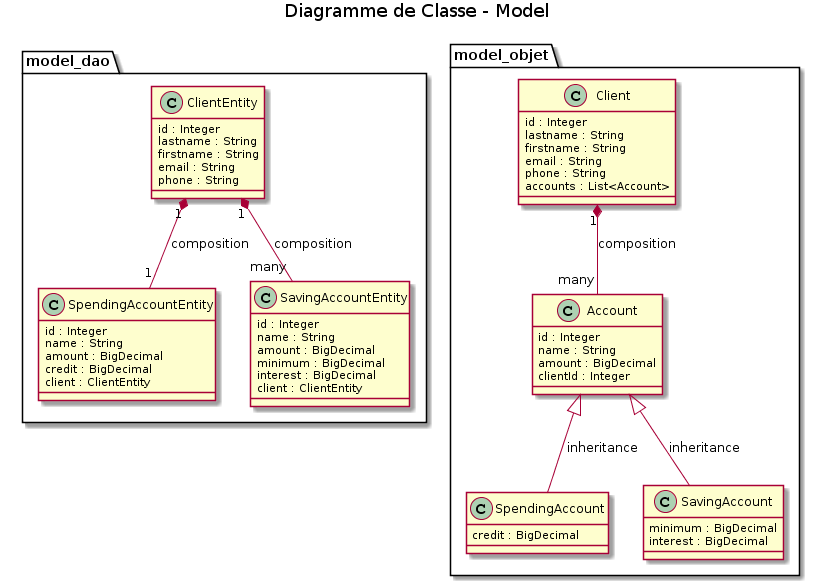 Diagramme de Classe - Model
model_dao
C ClientEntity
id : Integer
lastname : String
firstname : String
email : String
phone : String
1
1
composition
composition
1
many
C SpendingAccountEntity
id : Integer
name : String
amount : BigDecimal
credit : BigDecimal
client : ClientEntity
C SavingAccountEntity
id : Integer
name : String
amount : BigDecimal
minimum : BigDecimal
interest : BigDecimal
client : ClientEntity
model_objet
C Client
id : Integer
lastname : String
firstname : String
email : String
phone : String
accounts : List<Account>
1
composition
many
C Account
id : Integer
name : String
amount : BigDecimal
clientId : Integer
inheritance
inheritance
C SpendingAccount
credit : BigDecimal
C SavingAccount
minimum : BigDecimal
interest : BigDecimal